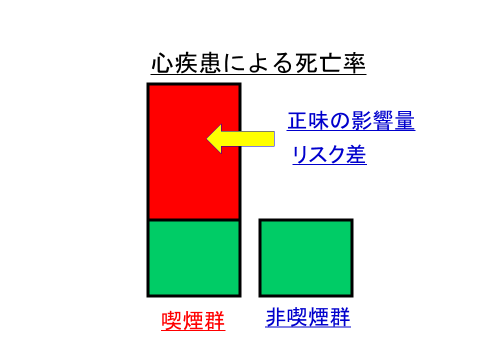 心疾患による死亡率
正味の影響量
リスク差
喫煙群
非喫煙群